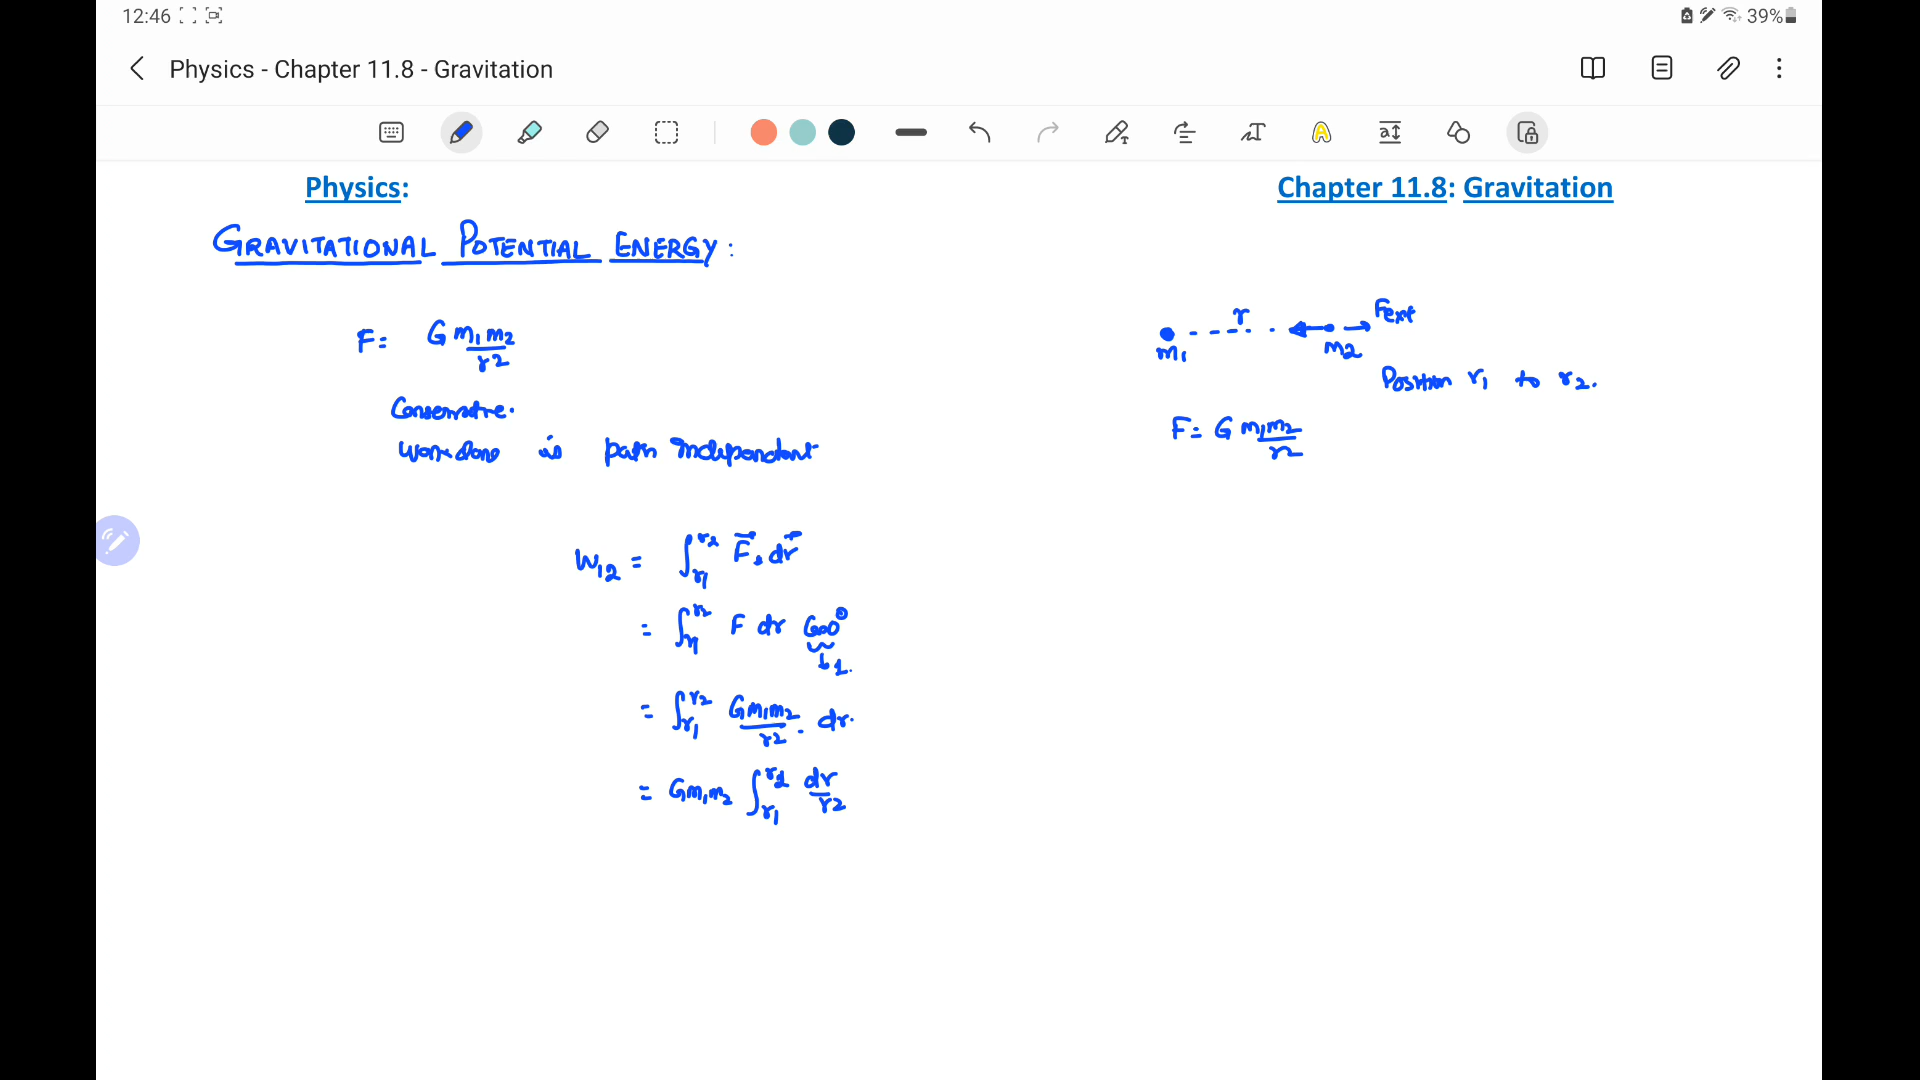 12:46 39%
Physics - Chapter 11.8 - Gravitation
Physics: Chapter 11.8: Gravitation
GRAVITATIONAL POTENTIAL ENERGY:
F = G m₁m₂/r²
Conservative.
Work done is path independent
r Fext
m₁ m₂
Position r₁ to r₂.
F = G m₁m₂/r²
W₁₂ = ∫r₁^r₂ F⃗ . dr⃗
= ∫r₁^r₂ F dr Cos0° ↓ 1.
= ∫r₁^r₂ Gm₁m₂/r² . dr.
= Gm₁m₂ ∫r₁^r₂ dr/r²